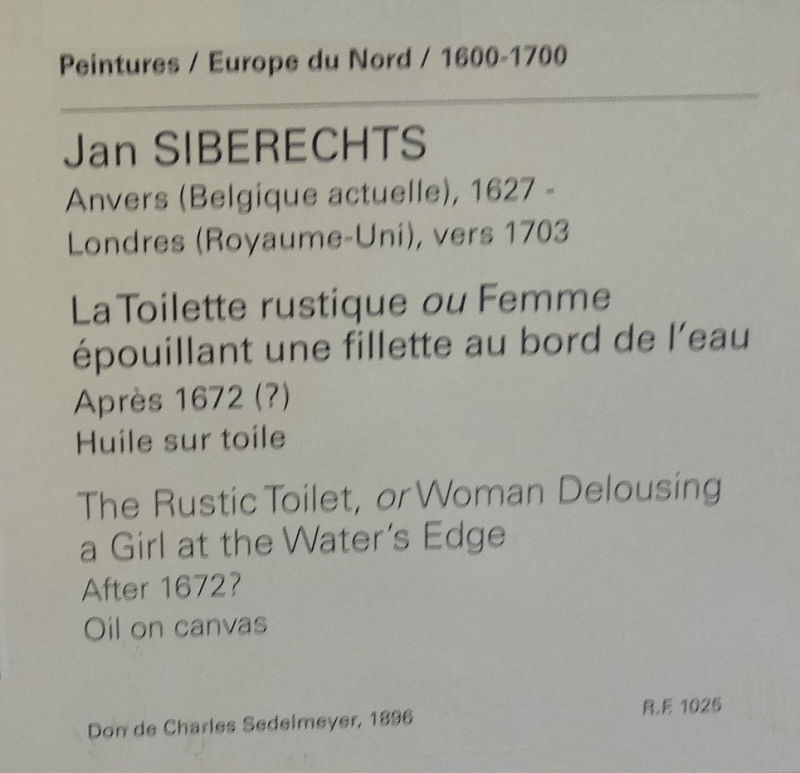 Peintures / Europe du Nord / 1600-1700
Jan SIBERECHTS
Anvers (Belgique actuelle), 1627 -
Londres (Royaume-Uni), vers 1703
La Toilette rustique ou Femme
épouillant une fillette au bord de l'eau
Après 1672 (?)
Huile sur toile
The Rustic Toilet, or Woman Delousing
a Girl at the Water's Edge
After 1672?
Oil on canvas
Don de Charles Sedelmeyer, 1896
R.F. 1025